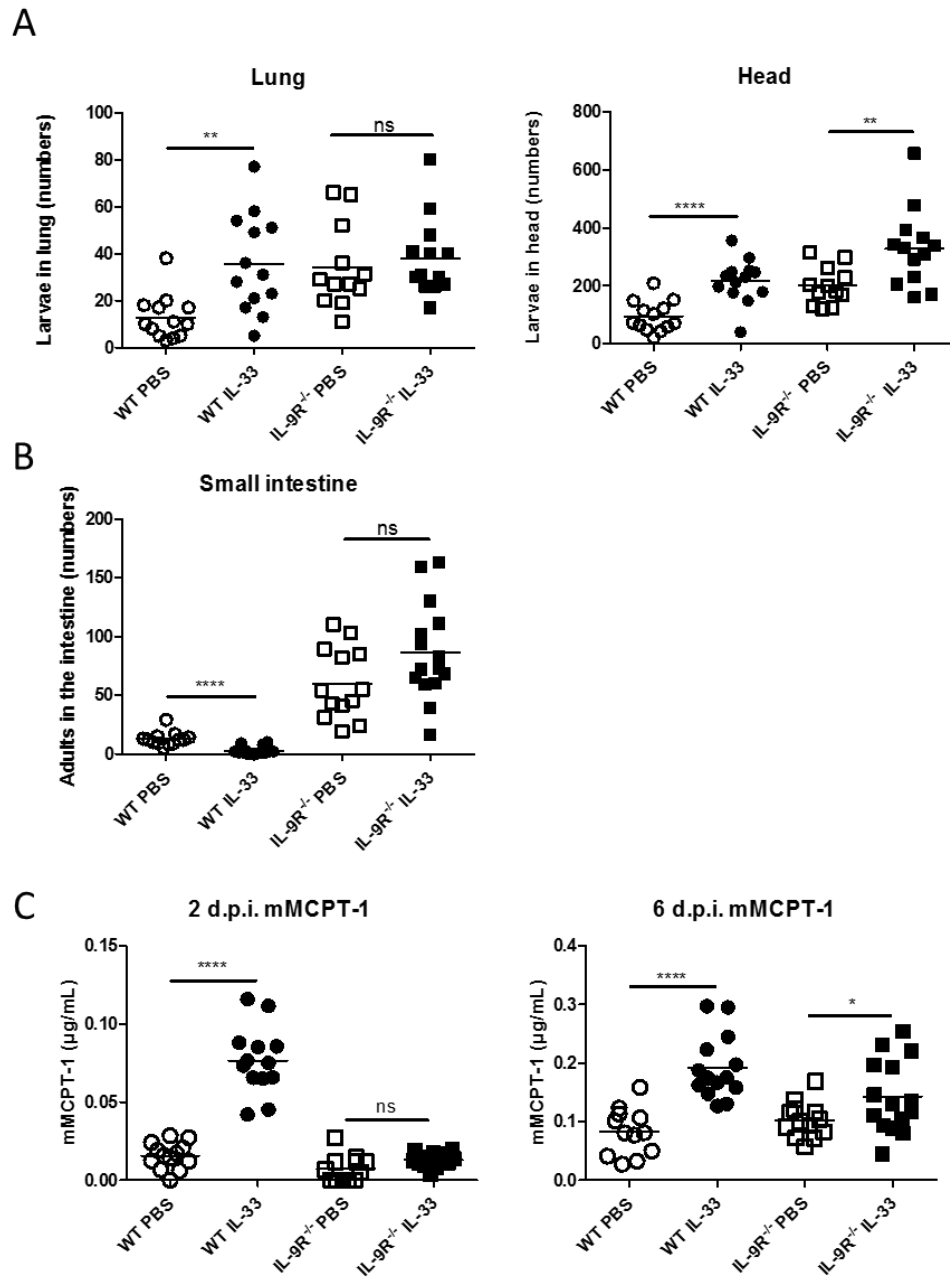 A
Lung
Larvae in lung (numbers)
100
80
60
40
20
0
**
ns
WT PBS
WT IL-33
IL-9R-/- PBS
IL-9R-/- IL-33
Head
Larvae in head (numbers)
800
600
400
200
0
****
**
WT PBS
WT IL-33
IL-9R-/- PBS
IL-9R-/- IL-33
B
Small intestine
Adults in the intestine (numbers)
200
150
100
50
0
****
ns
WT PBS
WT IL-33
IL-9R-/- PBS
IL-9R-/- IL-33
C
2 d.p.i. mMCPT-1
mMCPT-1 (µg/mL)
0.15
0.10
0.05
0.00
****
ns
WT PBS
WT IL-33
IL-9R-/- PBS
IL-9R-/- IL-33
6 d.p.i. mMCPT-1
mMCPT-1 (µg/mL)
0.4
0.3
0.2
0.1
0.0
****
*
WT PBS
WT IL-33
IL-9R-/- PBS
IL-9R-/- IL-33